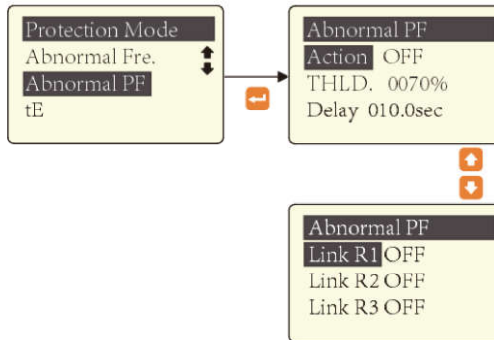 Protection Mode
Abnormal Fre.
Abnormal PF
tE
Abnormal PF
Action OFF
THLD. 0070%
Delay 010.0sec
Abnormal PF
Link R1 OFF
Link R2 OFF
Link R3 OFF